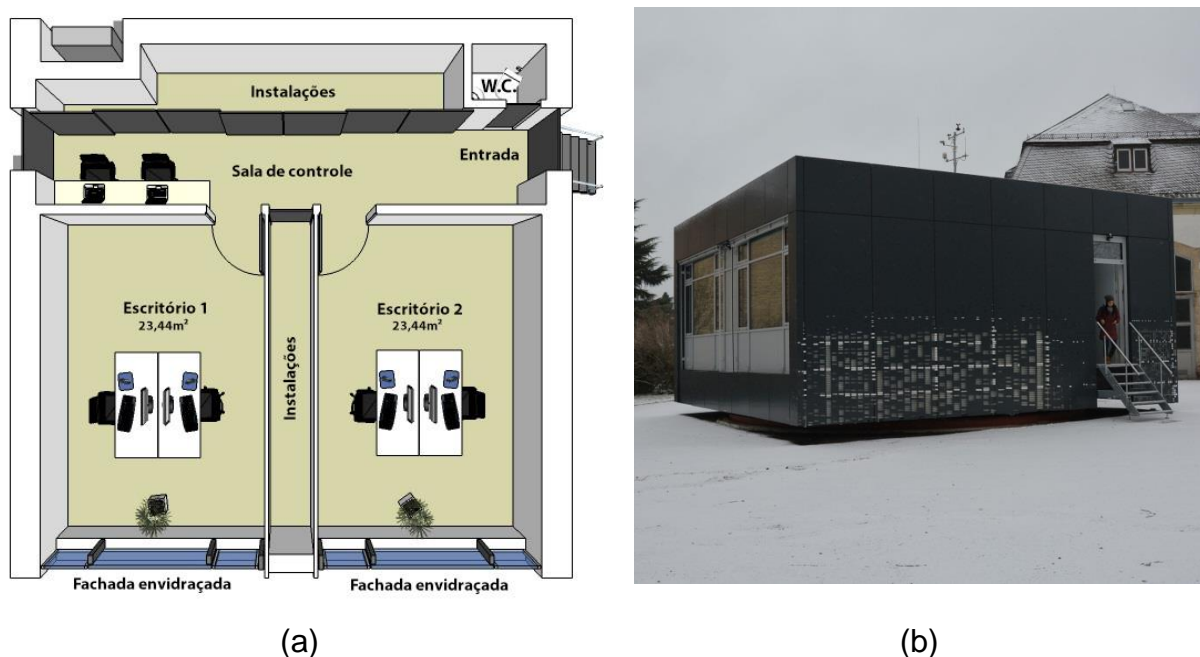 Instalações
W.C.
Entrada
Sala de controle
Escritório 1
23,44m²
Instalações
Escritório 2
23,44m²
Fachada envidraçada
Fachada envidraçada
(a)
(b)